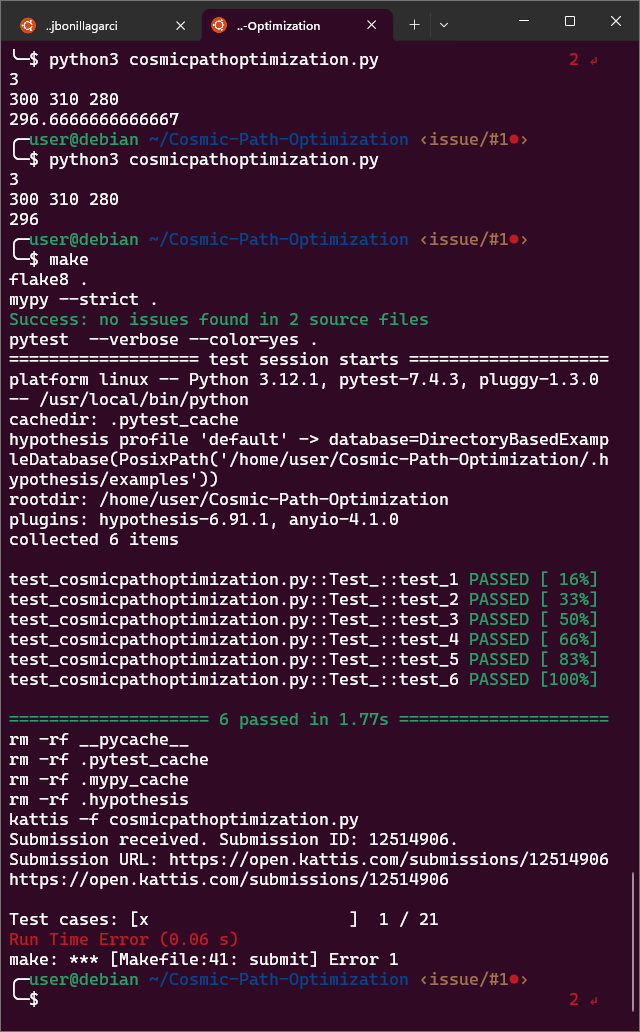 ..jbonillagarci
..-Optimization
$ python3 cosmicpathoptimization.py 2 ↲
3
300 310 280
296.6666666666667
user@debian ~/Cosmic-Path-Optimization ‹issue/#1●›
$ python3 cosmicpathoptimization.py
3
300 310 280
296
user@debian ~/Cosmic-Path-Optimization ‹issue/#1●›
$ make
flake8 .
mypy --strict .
Success: no issues found in 2 source files
pytest  --verbose --color=yes .
=================== test session starts ====================
platform linux -- Python 3.12.1, pytest-7.4.3, pluggy-1.3.0
-- /usr/local/bin/python
cachedir: .pytest_cache
hypothesis profile 'default' -> database=DirectoryBasedExamp
leDatabase(PosixPath('/home/user/Cosmic-Path-Optimization/.h
ypothesis/examples'))
rootdir: /home/user/Cosmic-Path-Optimization
plugins: hypothesis-6.91.1, anyio-4.1.0
collected 6 items
test_cosmicpathoptimization.py::Test_::test_1 PASSED [ 16%]
test_cosmicpathoptimization.py::Test_::test_2 PASSED [ 33%]
test_cosmicpathoptimization.py::Test_::test_3 PASSED [ 50%]
test_cosmicpathoptimization.py::Test_::test_4 PASSED [ 66%]
test_cosmicpathoptimization.py::Test_::test_5 PASSED [ 83%]
test_cosmicpathoptimization.py::Test_::test_6 PASSED [100%]
==================== 6 passed in 1.77s =====================
rm -rf __pycache__
rm -rf .pytest_cache
rm -rf .mypy_cache
rm -rf .hypothesis
kattis -f cosmicpathoptimization.py
Submission received. Submission ID: 12514906.
Submission URL: https://open.kattis.com/submissions/12514906
https://open.kattis.com/submissions/12514906
Test cases: [x                    ]  1 / 21
Run Time Error (0.06 s)
make: *** [Makefile:41: submit] Error 1
user@debian ~/Cosmic-Path-Optimization ‹issue/#1●›
$ 2 ↲